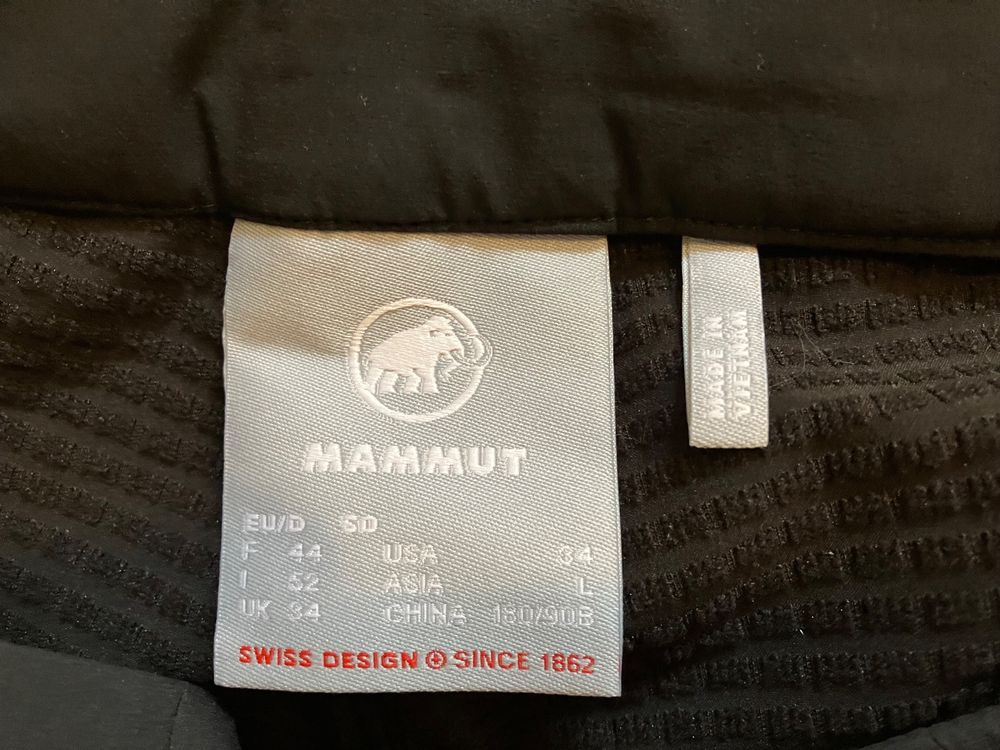 MAMMUT
EU/D 50
F 44 USA 34
I 52 ASIA L
UK 34 CHINA 180/90B
SWISS DESIGN SINCE 1862
MADE IN
VIETNAM